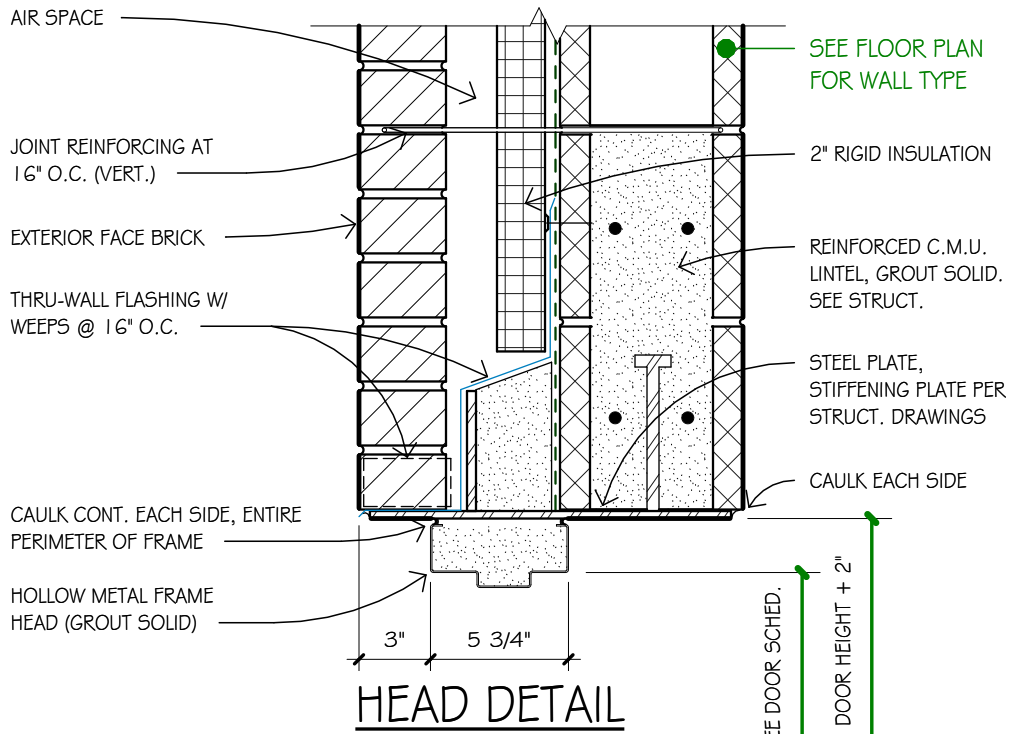 AIR SPACE
JOINT REINFORCING AT
16" O.C. (VERT.)
EXTERIOR FACE BRICK
THRU-WALL FLASHING W/
WEEPS @ 16" O.C.
CAULK CONT. EACH SIDE, ENTIRE
PERIMETER OF FRAME
HOLLOW METAL FRAME
HEAD (GROUT SOLID)
SEE FLOOR PLAN
FOR WALL TYPE
2" RIGID INSULATION
REINFORCED C.M.U.
LINTEL, GROUT SOLID.
SEE STRUCT.
STEEL PLATE,
STIFFENING PLATE PER
STRUCT. DRAWINGS
CAULK EACH SIDE
3"
5 3/4"
DOOR SCHED.
DOOR HEIGHT + 2"
HEAD DETAIL